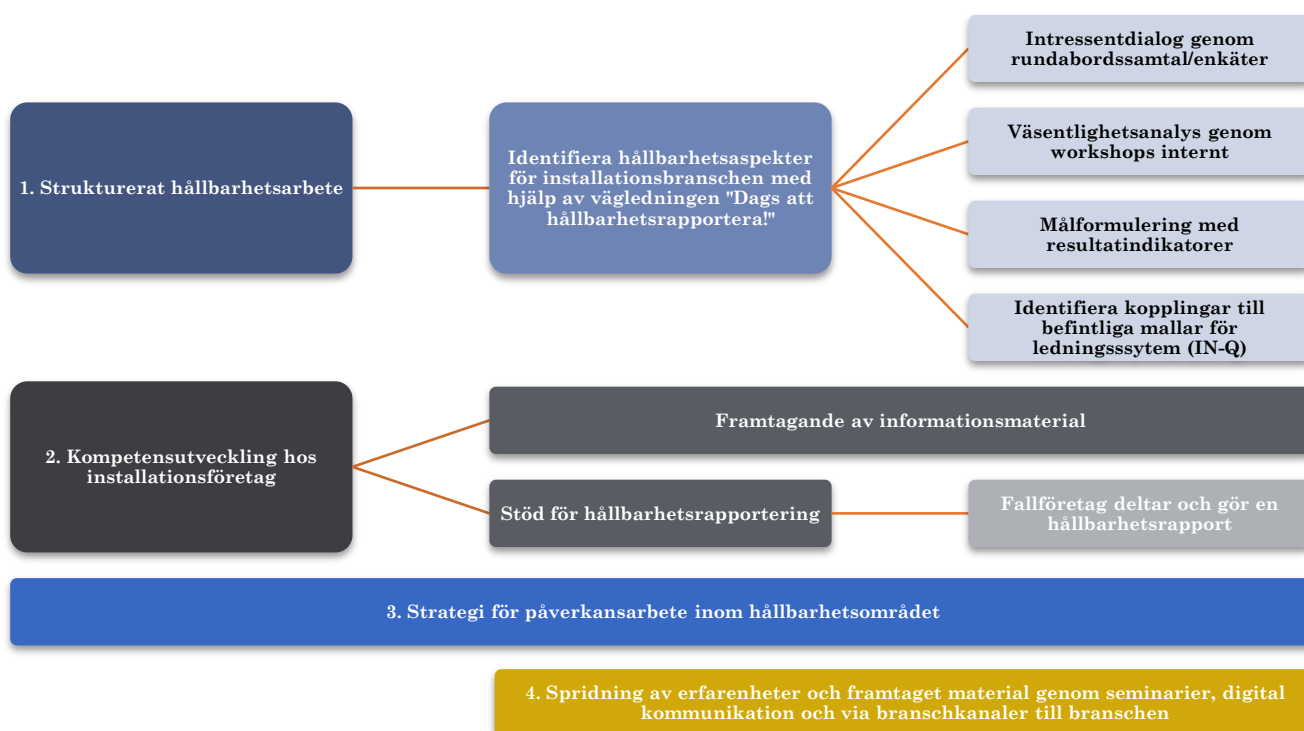 1. Strukturerat hållbarhetsarbete
Identifiera hållbarhetsaspekter
för installationsbranschen med
hjälp av vägledningen "Dags att
hållbarhetsrapportera!"
Intressentdialog genom
rundabordssamtal/enkäter
Väsentlighetsanalys genom
workshops internt
Målformulering med
resultatindikatorer
Identifiera kopplingar till
befintliga mallar för
ledningsssytem (IN-Q)
2. Kompetensutveckling hos
installationsföretag
Framtagande av informationsmaterial
Stöd för hållbarhetsrapportering
Fallföretag deltar och gör en
hållbarhetsrapport
3. Strategi för påverkansarbete inom hållbarhetsområdet
4. Spridning av erfarenheter och framtaget material genom seminarier, digital
kommunikation och via branschkanaler till branschen